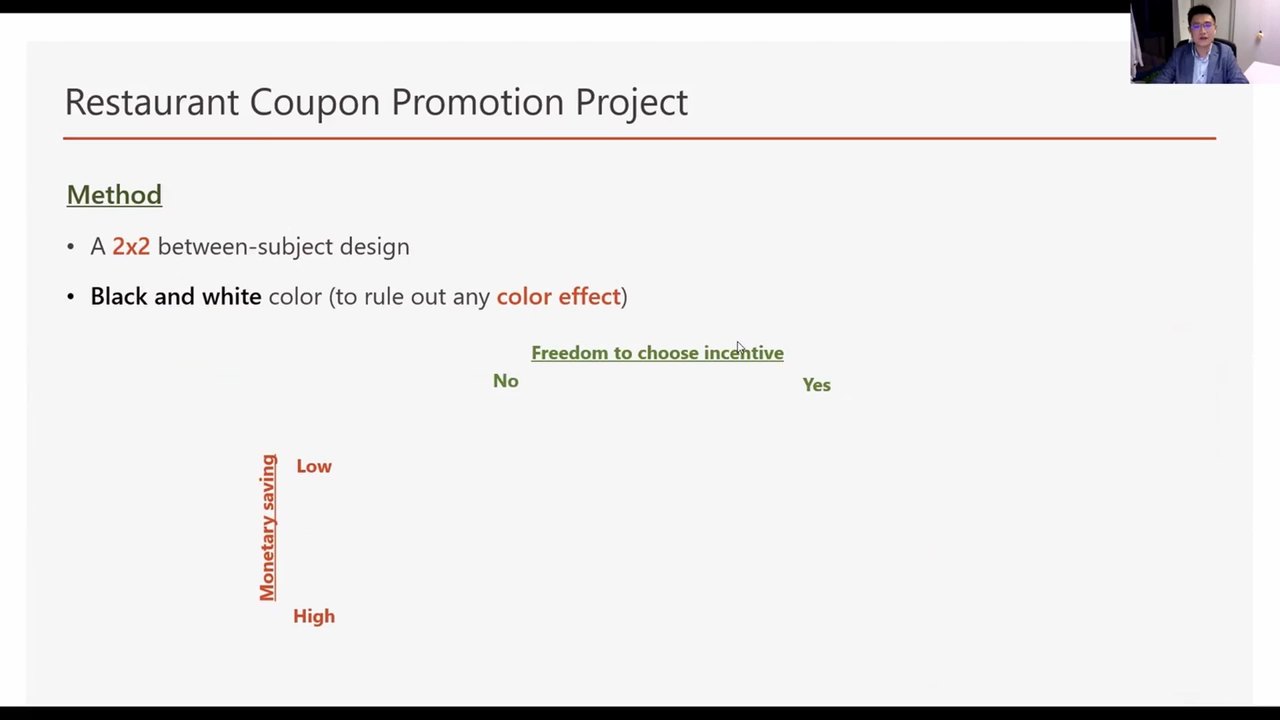 Restaurant Coupon Promotion Project
Method
• A 2x2 between-subject design
• Black and white color (to rule out any color effect)
Freedom to choose incentive
No
Yes
Monetary saving
Low
High